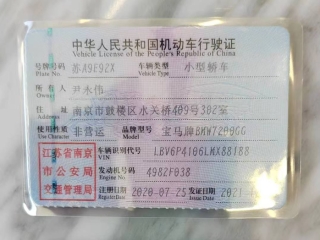 中华人民共和国机动车行驶证
Vehicle License of the People's Republic of China
号牌号码 苏A9E9ZX 车辆类型 小型轿车
Plate No. Vehicle Type
所有人 尹永伟
Owner
住址 南京市鼓楼区水关桥409号302室
Address
使用性质 非营运 品牌型号 宝马牌BMW7200GG
Use Character Model
江苏省南京
市公安局
交通管理局
车辆识别代号 LBV6P4106LMX88188
VIN
发动机号码 498ZF038
Engine No.
注册日期 2020-07-25 发证日期 2021-
Register Date Issue Date